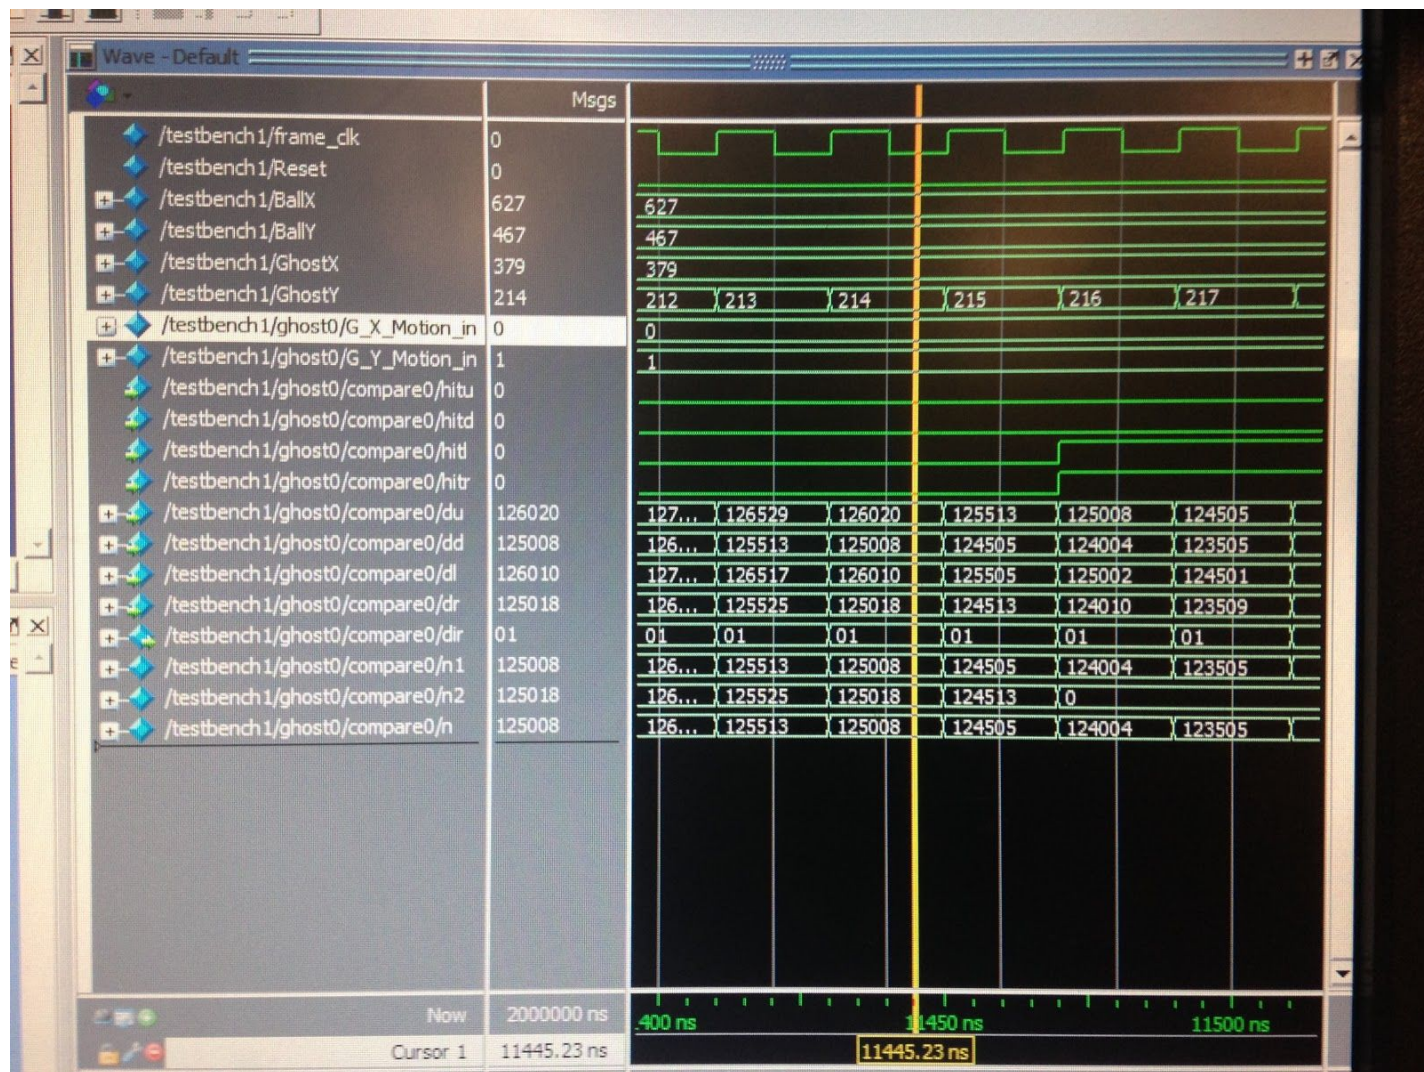 Wave - Default
Msgs
/testbench1/frame_clk 0
/testbench1/Reset 0
/testbench1/BallX 627 627
/testbench1/BallY 467 467
/testbench1/GhostX 379 379
/testbench1/GhostY 214 212 213 214 215 216 217
/testbench1/ghost0/G_X_Motion_in 0 0
/testbench1/ghost0/G_Y_Motion_in 1 1
/testbench1/ghost0/compare0/hitu 0
/testbench1/ghost0/compare0/hitd 0
/testbench1/ghost0/compare0/hitl 0
/testbench1/ghost0/compare0/hitr 0
/testbench1/ghost0/compare0/du 126020 127... 126529 126020 125513 125008 124505
/testbench1/ghost0/compare0/dd 125008 126... 125513 125008 124505 124004 123505
/testbench1/ghost0/compare0/dl 126010 127... 126517 126010 125505 125002 124501
/testbench1/ghost0/compare0/dr 125018 126... 125525 125018 124513 124010 123509
/testbench1/ghost0/compare0/dir 01 01 01 01 01 01 01
/testbench1/ghost0/compare0/n1 125008 126... 125513 125008 124505 124004 123505
/testbench1/ghost0/compare0/n2 125018 126... 125525 125018 124513 0
/testbench1/ghost0/compare0/n 125008 126... 125513 125008 124505 124004 123505
Now 2000000 ns 400 ns 11450 ns 11500 ns
Cursor 1 11445.23 ns 11445.23 ns